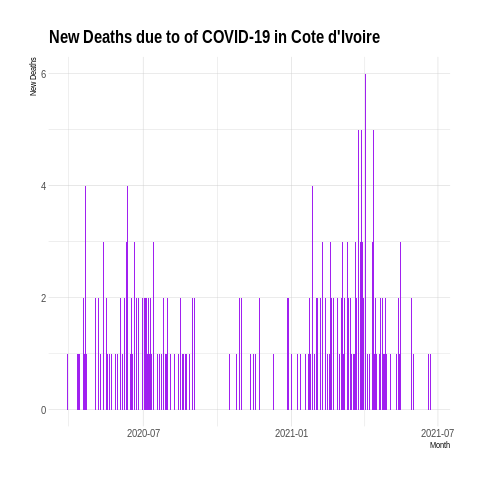 New Deaths due to of COVID-19 in Cote d'Ivoire
New Deaths
6
4
2
0
2020-07
2021-01
2021-07
Month